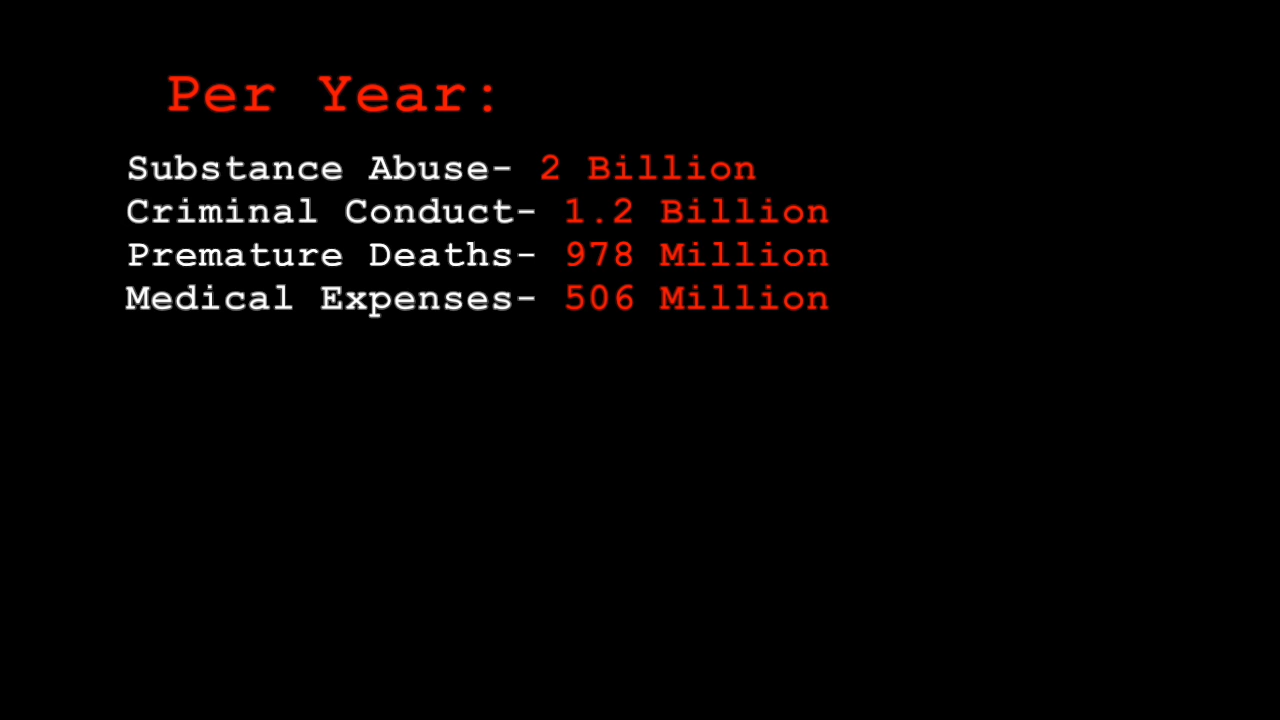 Per Year:
Substance Abuse- 2 Billion
Criminal Conduct- 1.2 Billion
Premature Deaths- 978 Million
Medical Expenses- 506 Million